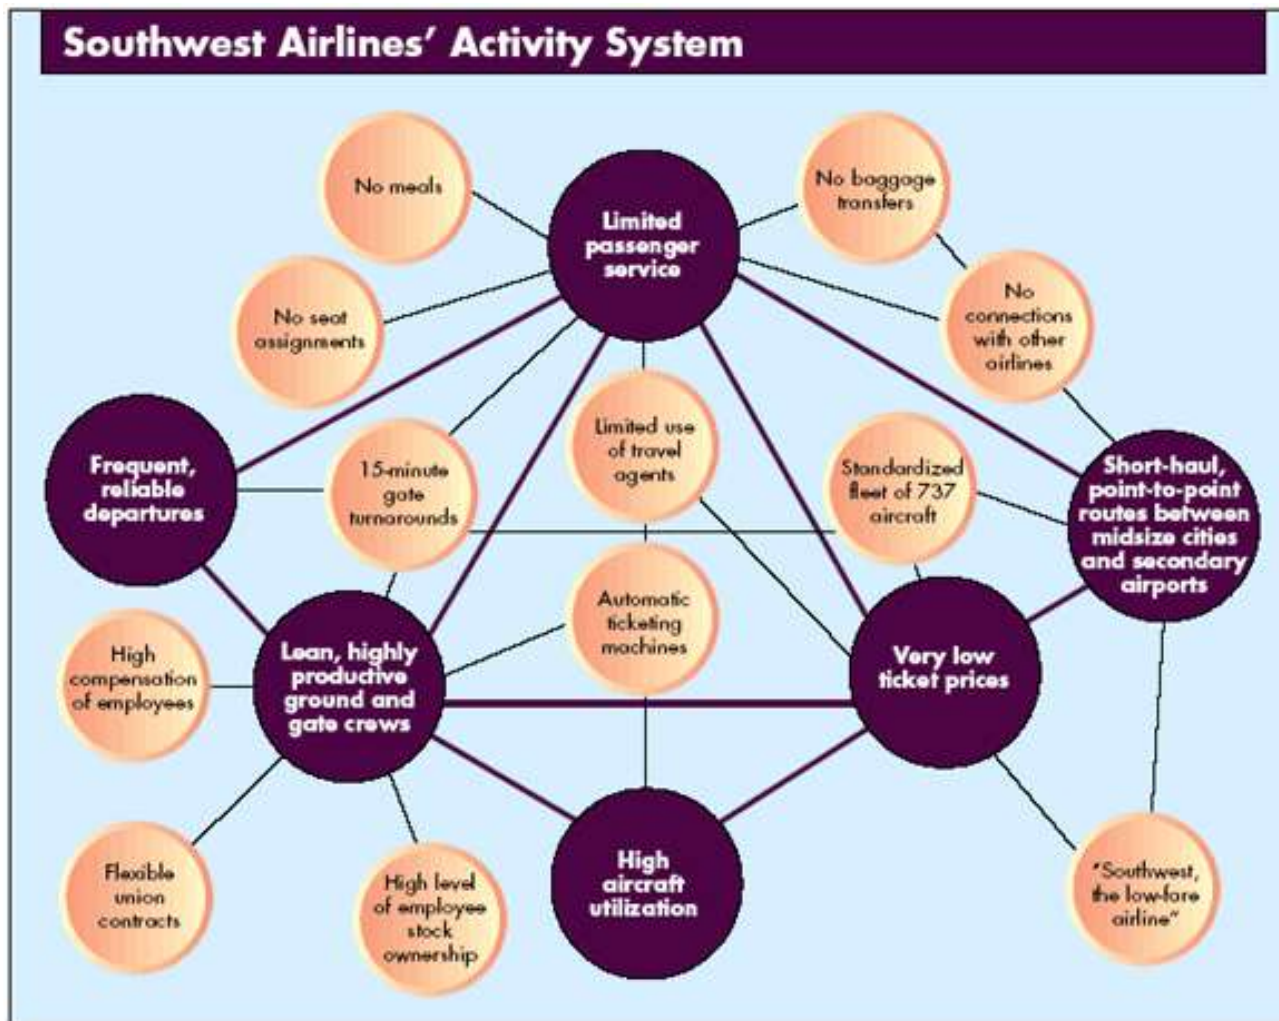 Southwest Airlines’ Activity System
No meals
Limited
passenger
service
No baggage
transfers
No seat
assignments
No
connections
with other
airlines
Frequent,
reliable
departures
15-minute
gate
turnarounds
Limited use
of travel
agents
Standardized
fleet of 737
aircraft
Short-haul,
point-to-point
routes between
midsize cities
and secondary
airports
High
compensation
of employees
Lean, highly
productive
ground and
gate crews
Automatic
ticketing
machines
Very low
ticket prices
Flexible
union
contracts
High level
of employee
stock
ownership
High
aircraft
utilization
"Southwest,
the low-fare
airline"